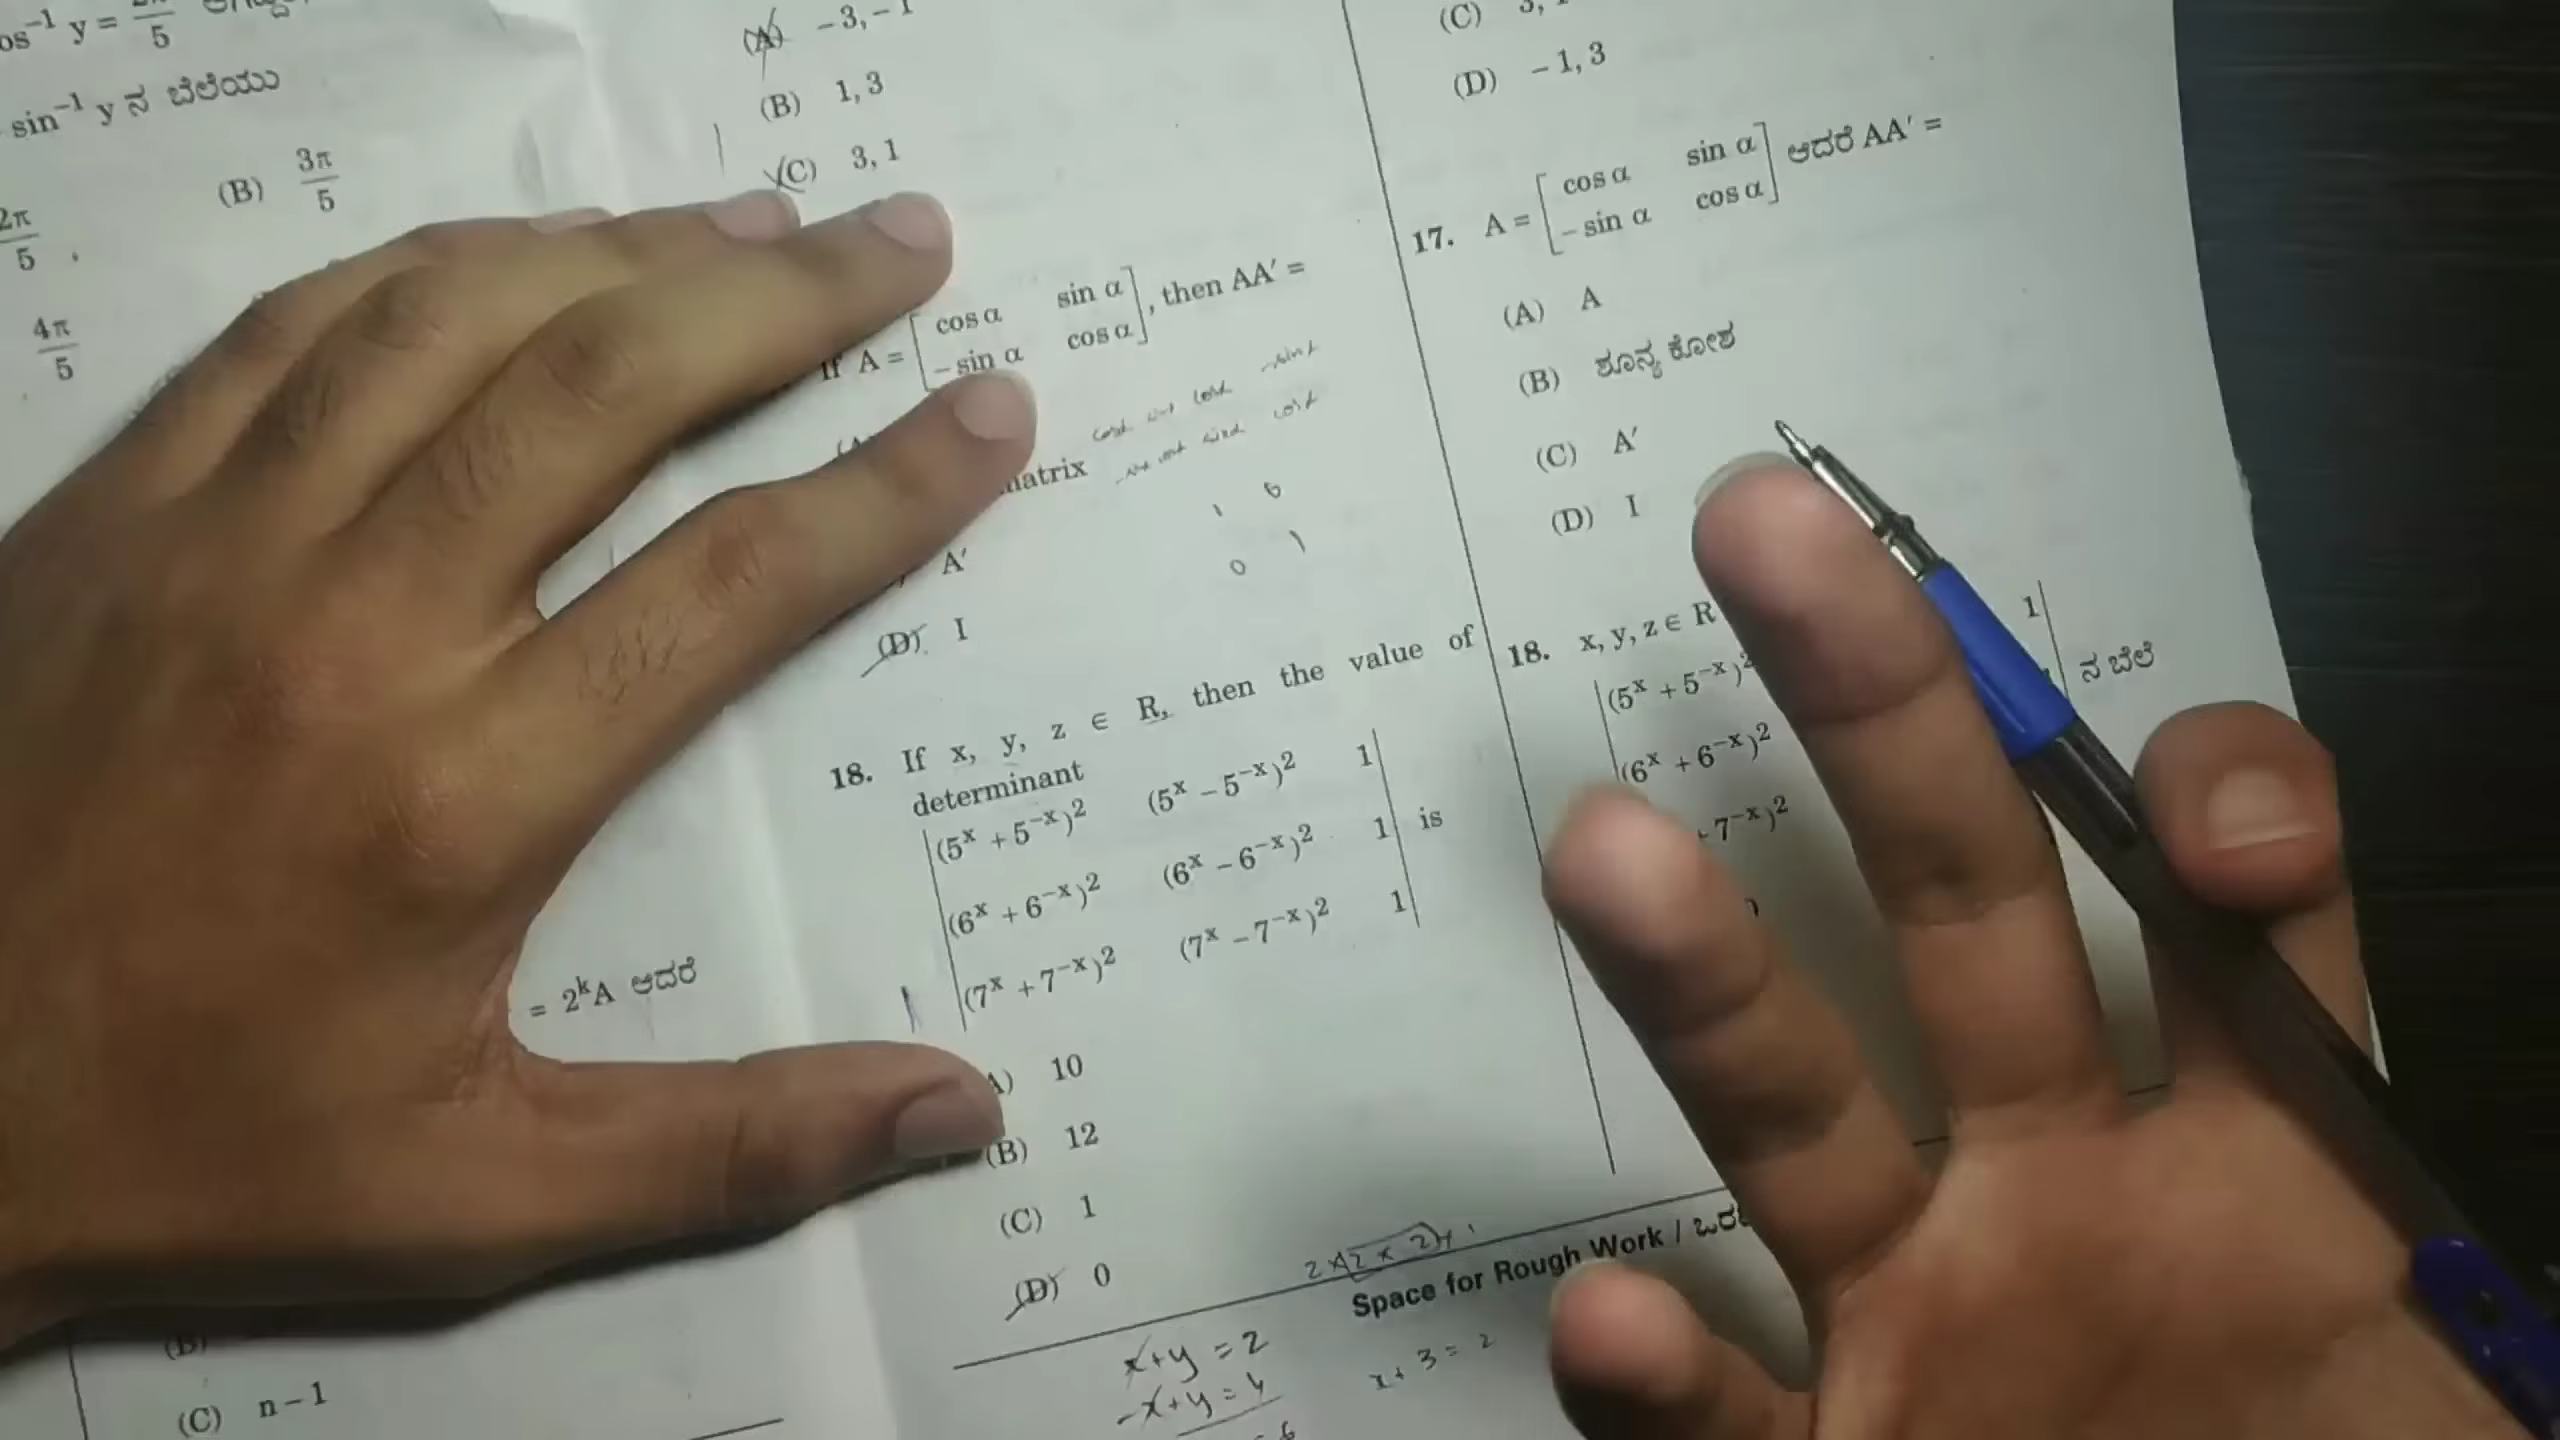 y =
5
sin⁻¹ y ನ ಬೆಲೆಯು
(B) 3π/5
2π/5
4π/5
= 2ᵏA ಆದರೆ
(B)
(C) n – 1
(A) – 3, – 1
(B) 1, 3
(C) 3, 1
If A = [cos α sin α
– sin α cos α], then AA′ =
A′
(D) I
1 0
0 1
18. If x, y, z ∈ R, then the value of
determinant
|(5ˣ + 5⁻ˣ)² (5ˣ – 5⁻ˣ)² 1|
|(6ˣ + 6⁻ˣ)² (6ˣ – 6⁻ˣ)² 1| is
|(7ˣ + 7⁻ˣ)² (7ˣ – 7⁻ˣ)² 1|
10
(B) 12
(C) 1
(D) 0
Space for Rough Work /
x+y = 2
-x+y = 4
x + 3 = 2
(C) 3,
(D) – 1, 3
17. A = [cos α sin α
– sin α cos α] ಆದರೆ AA′ =
(A) A
(B) ಶೂನ್ಯ ಕೋಶ
(C) A′
(D) I
18. x, y, z ∈ R
|(5ˣ + 5⁻ˣ)² 1|
(6ˣ + 6⁻ˣ)² ನ ಬೆಲೆ
+ 7⁻ˣ)²